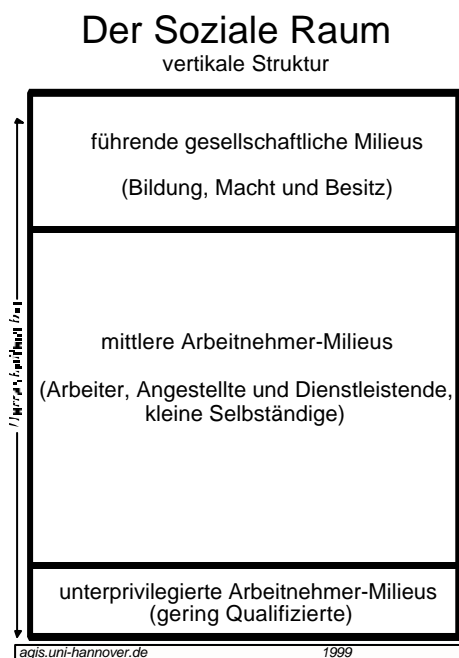 Der Soziale Raum
vertikale Struktur
führende gesellschaftliche Milieus
(Bildung, Macht und Besitz)
mittlere Arbeitnehmer-Milieus
(Arbeiter, Angestellte und Dienstleistende,
kleine Selbständige)
unterprivilegierte Arbeitnehmer-Milieus
(gering Qualifizierte)
agis.uni-hannover.de 1999